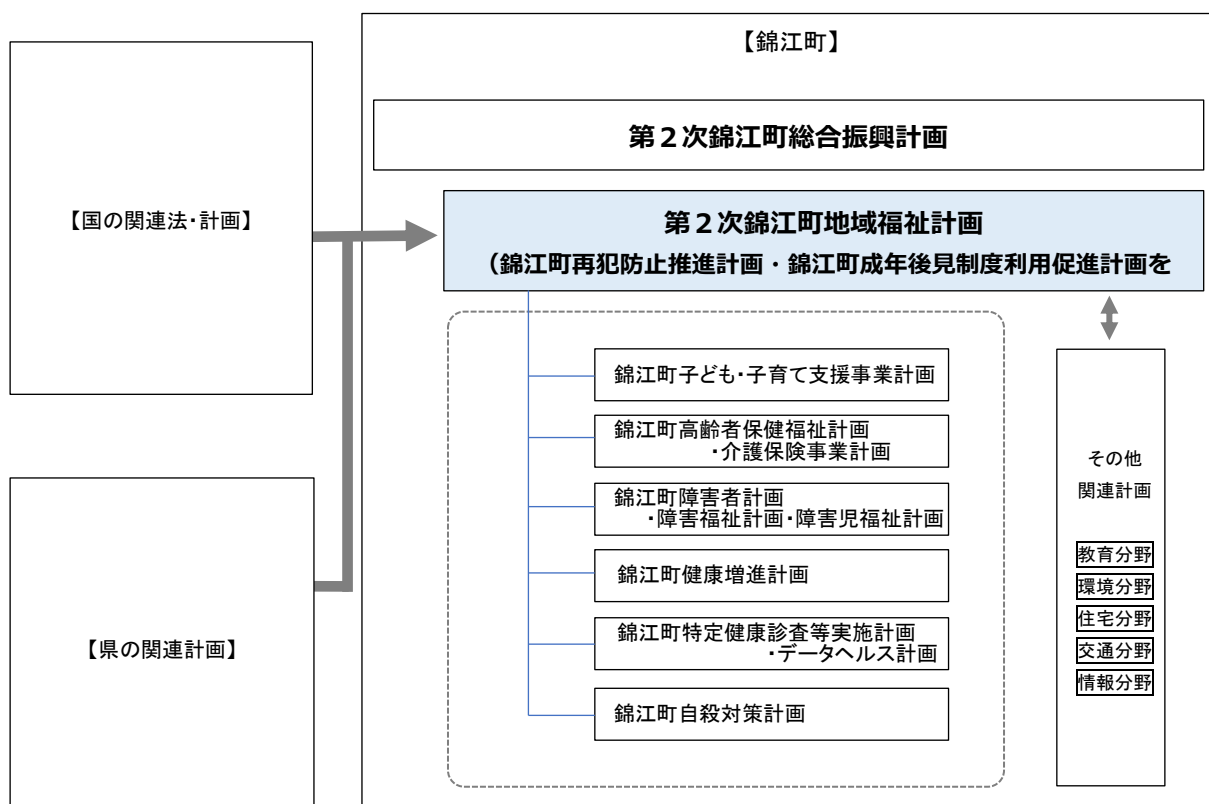 【錦江町】
第２次錦江町総合振興計画
【国の関連法・計画】
第２次錦江町地域福祉計画
（錦江町再犯防止推進計画・錦江町成年後見制度利用促進計画を
錦江町子ども・子育て支援事業計画
錦江町高齢者保健福祉計画
・介護保険事業計画
錦江町障害者計画
・障害福祉計画・障害児福祉計画
錦江町健康増進計画
錦江町特定健康診査等実施計画
・データヘルス計画
錦江町自殺対策計画
その他
関連計画
教育分野
環境分野
住宅分野
交通分野
情報分野
【県の関連計画】